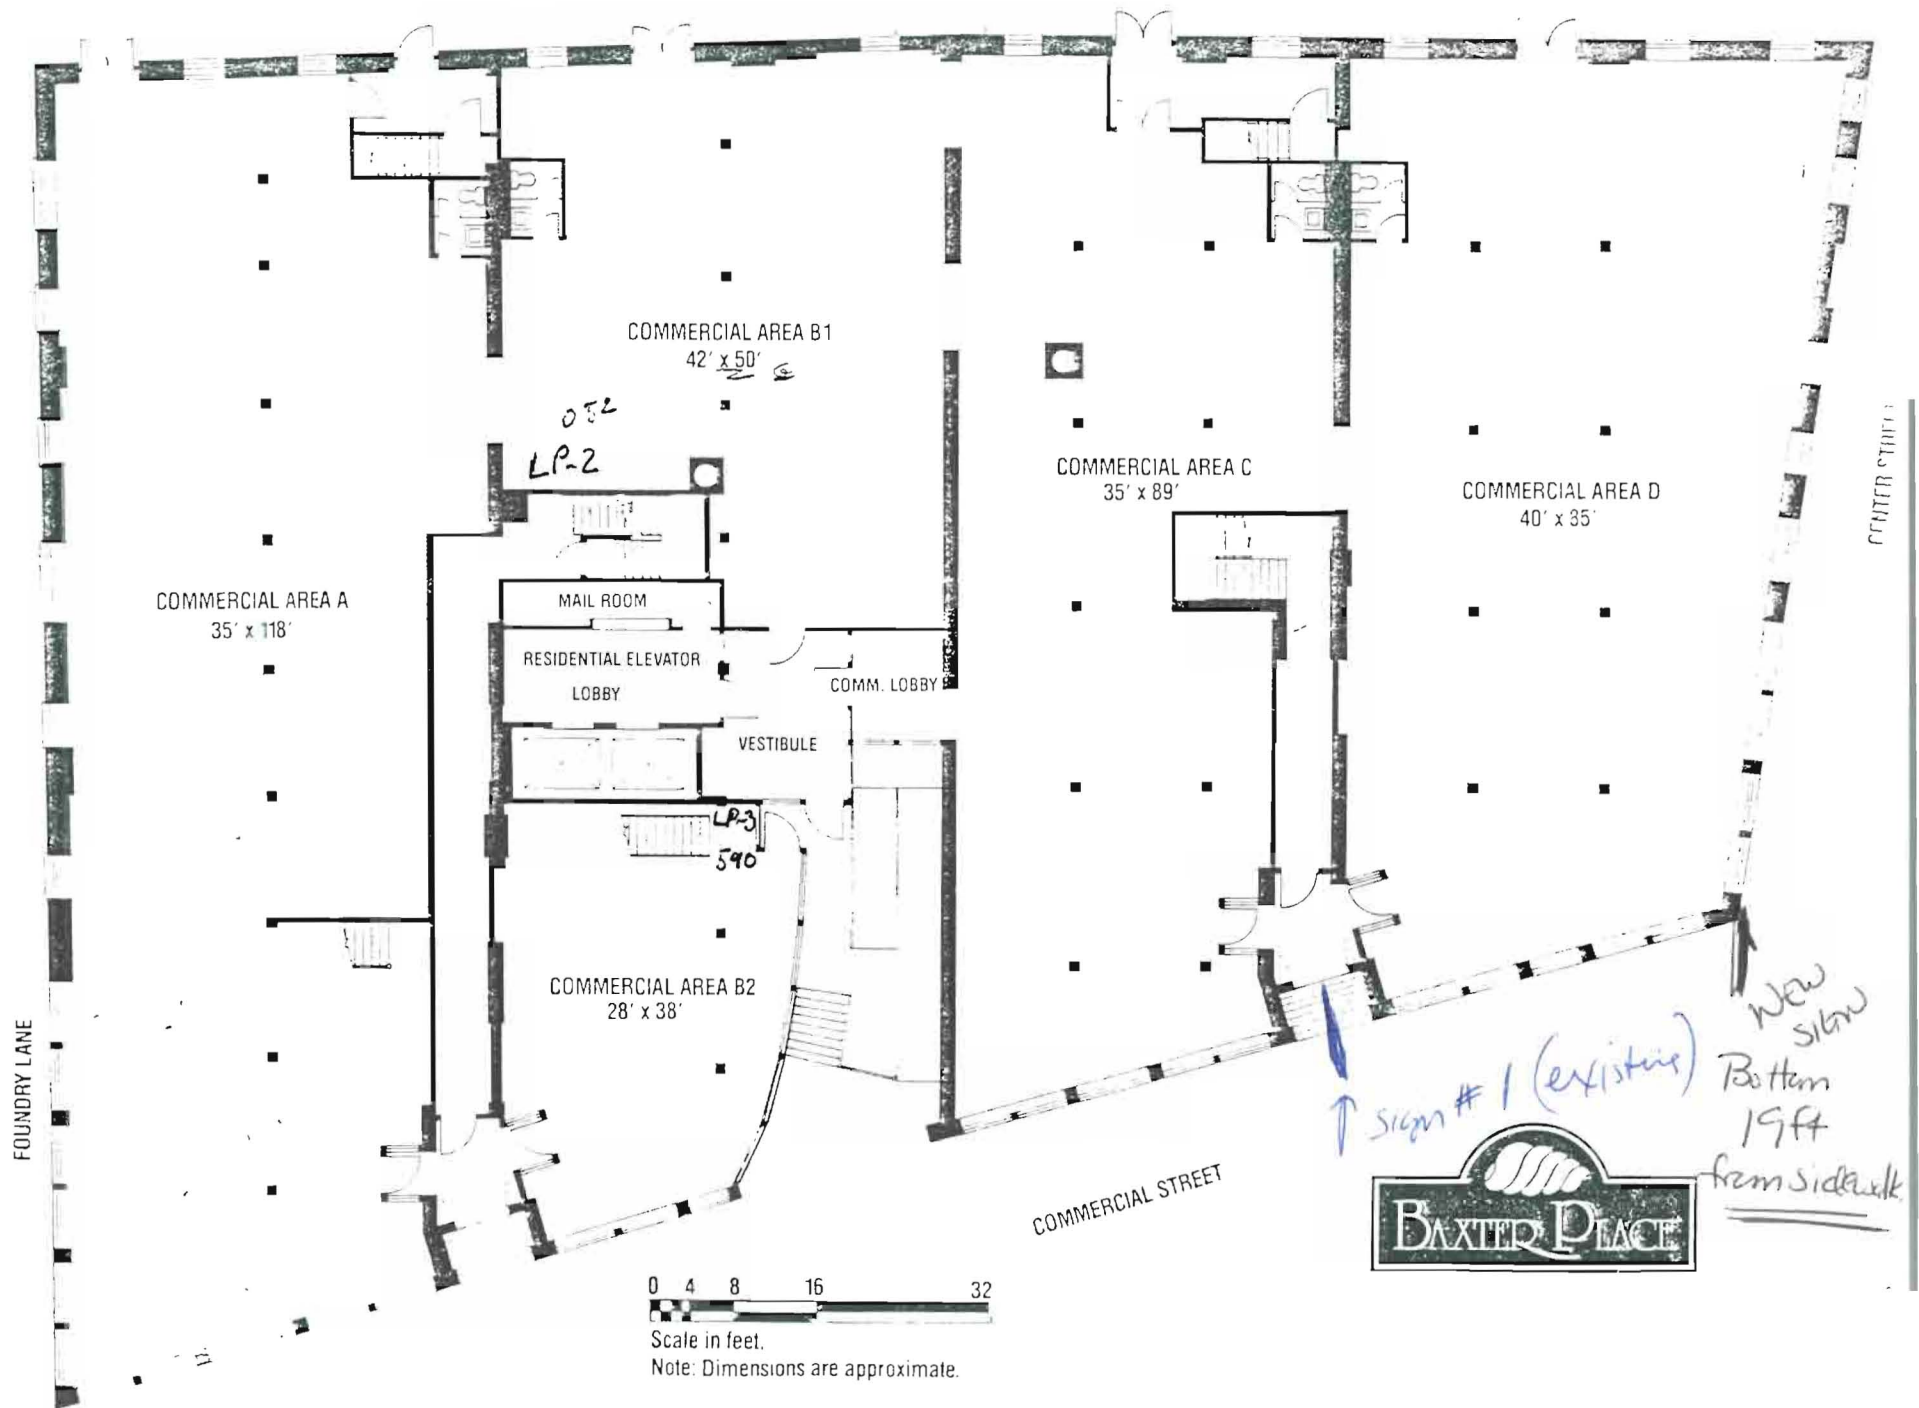 COMMERCIAL AREA B1
42' x 50'
LP-2
COMMERCIAL AREA C
35' x 89'
COMMERCIAL AREA D
40' x 35'
CENTER STREET
COMMERCIAL AREA A
35' x 118'
MAIL ROOM
RESIDENTIAL ELEVATOR
LOBBY
COMM. LOBBY
VESTIBULE
LP-3
590
COMMERCIAL AREA B2
28' x 38'
FOUNDRY LANE
NEW
SIGN
Bottom
19ft
from sidewalk
sign # 1 (existing)
COMMERCIAL STREET
BAXTER PLACE
0 4 8 16 32
Scale in feet.
Note: Dimensions are approximate.